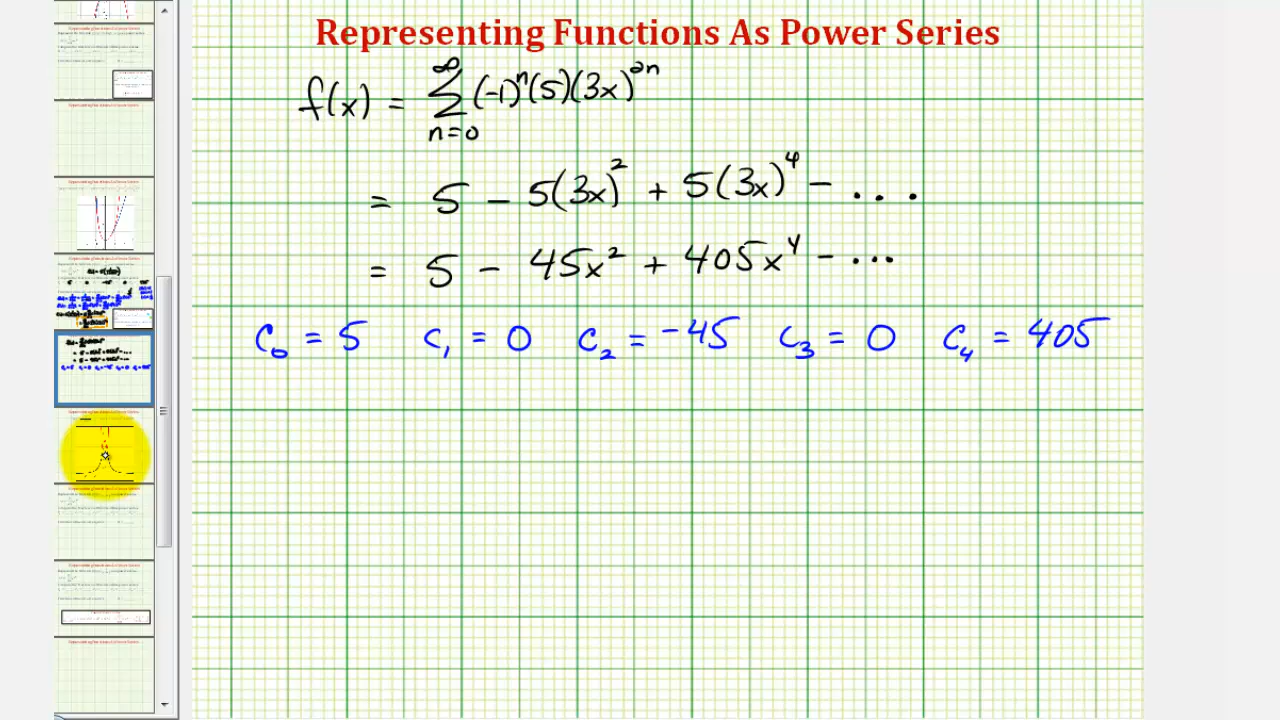 Representing Functions As Power Series
f(x) = ∑_{n=0}^{∞} (-1)^n (5)(3x)^{2n}
= 5 - 5(3x)^2 + 5(3x)^4 - ....
= 5 - 45x^2 + 405x^4 - ...
c_0 = 5 c_1 = 0 c_2 = -45 c_3 = 0 c_4 = 405